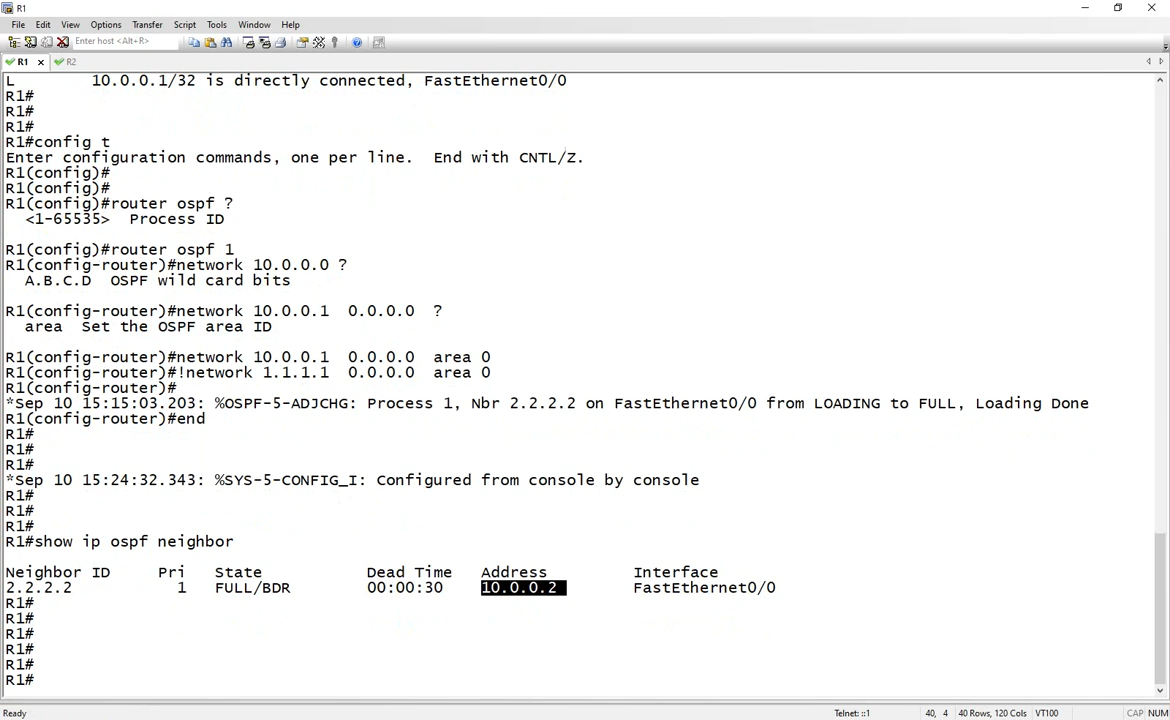 R1
File Edit View Options Transfer Script Tools Window Help
Enter host <Alt+R>
R1 R2
L 10.0.0.1/32 is directly connected, FastEthernet0/0
R1#
R1#
R1#
R1#config t
Enter configuration commands, one per line. End with CNTL/Z.
R1(config)#
R1(config)#
R1(config)#router ospf ?
<1-65535> Process ID
R1(config)#router ospf 1
R1(config-router)#network 10.0.0.0 ?
A.B.C.D OSPF wild card bits
R1(config-router)#network 10.0.0.1 0.0.0.0 ?
area Set the OSPF area ID
R1(config-router)#network 10.0.0.1 0.0.0.0 area 0
R1(config-router)#!network 1.1.1.1 0.0.0.0 area 0
R1(config-router)#
*Sep 10 15:15:03.203: %OSPF-5-ADJCHG: Process 1, Nbr 2.2.2.2 on FastEthernet0/0 from LOADING to FULL, Loading Done
R1(config-router)#end
R1#
R1#
R1#
*Sep 10 15:24:32.343: %SYS-5-CONFIG_I: Configured from console by console
R1#
R1#
R1#
R1#show ip ospf neighbor
Neighbor ID Pri State Dead Time Address Interface
2.2.2.2 1 FULL/BDR 00:00:30 10.0.0.2 FastEthernet0/0
R1#
R1#
R1#
R1#
R1#
R1#
Ready Telnet: ::1 40, 4 40 Rows, 120 Cols VT100 CAP NUM